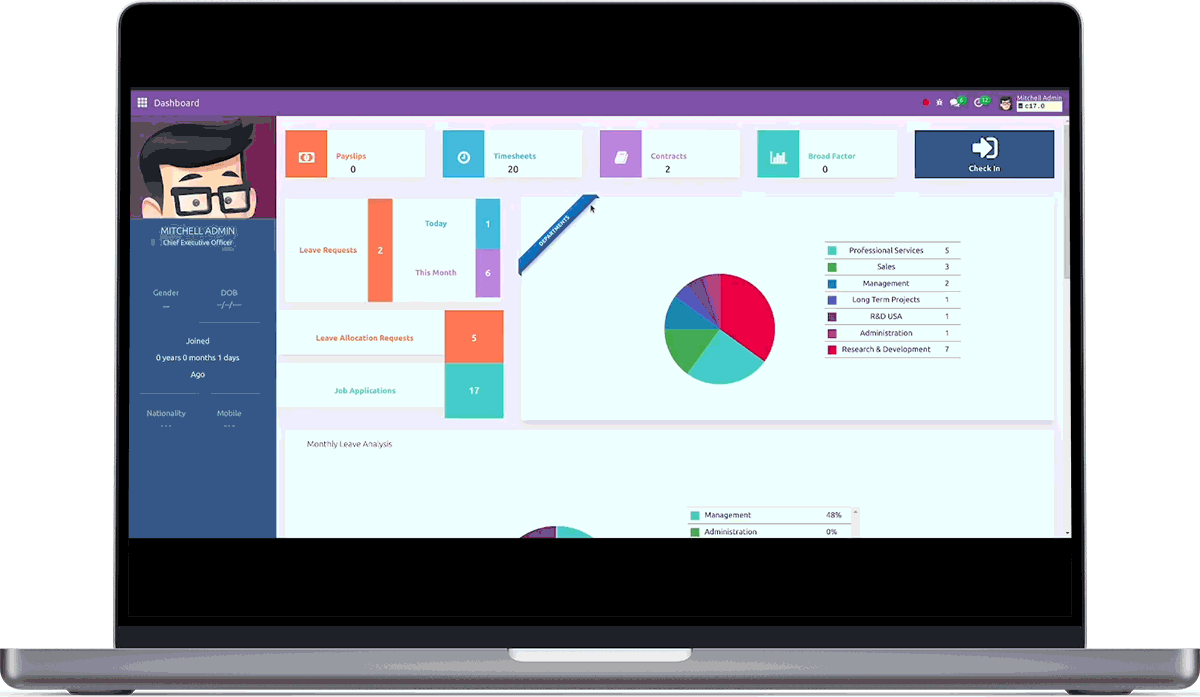 Dashboard
6
12
Mitchell Admin
c17.0
MITCHELL ADMIN
Chief Executive Officer
Gender
DOB
--
--/--/--
Joined
0 years 0 months 1 days
Ago
Nationality
Mobile
---
---
Payslips
0
Timesheets
20
Contracts
2
Broad Factor
0
Check In
Leave Requests
2
Today
1
This Month
6
Leave Allocation Requests
5
Job Applications
17
DEPARTMENTS
Professional Services 5
Sales 3
Management 2
Long Term Projects 1
R&D USA 1
Administration 1
Research & Development 7
Monthly Leave Analysis
Management 48%
Administration 0%